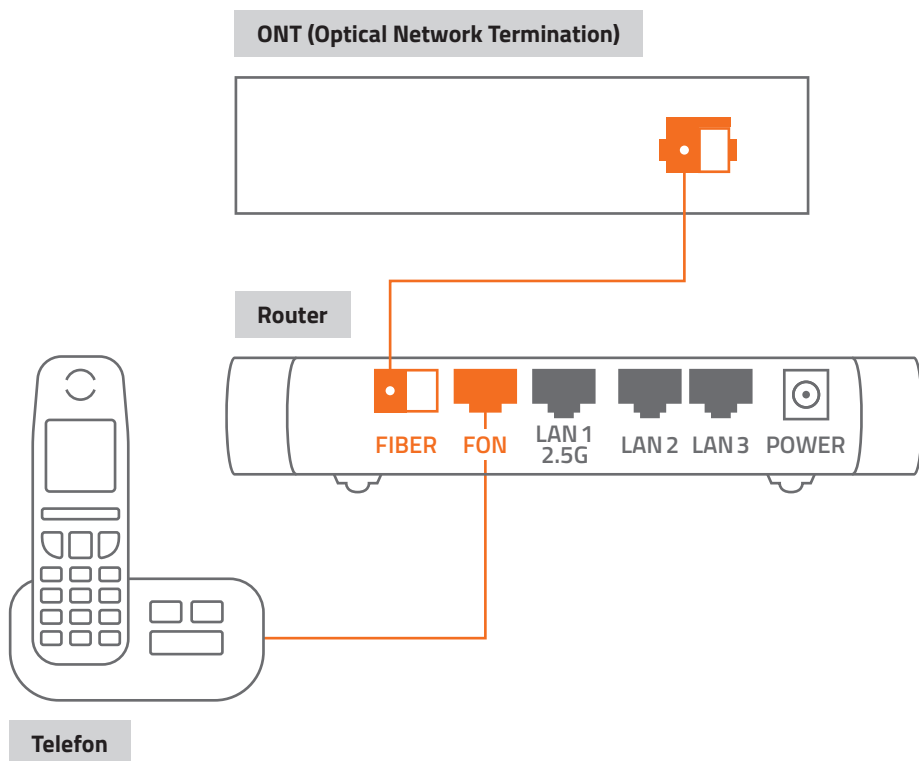 ONT (Optical Network Termination)
Router
FIBER FON LAN 1 LAN 2 LAN 3 POWER
2.5G
Telefon